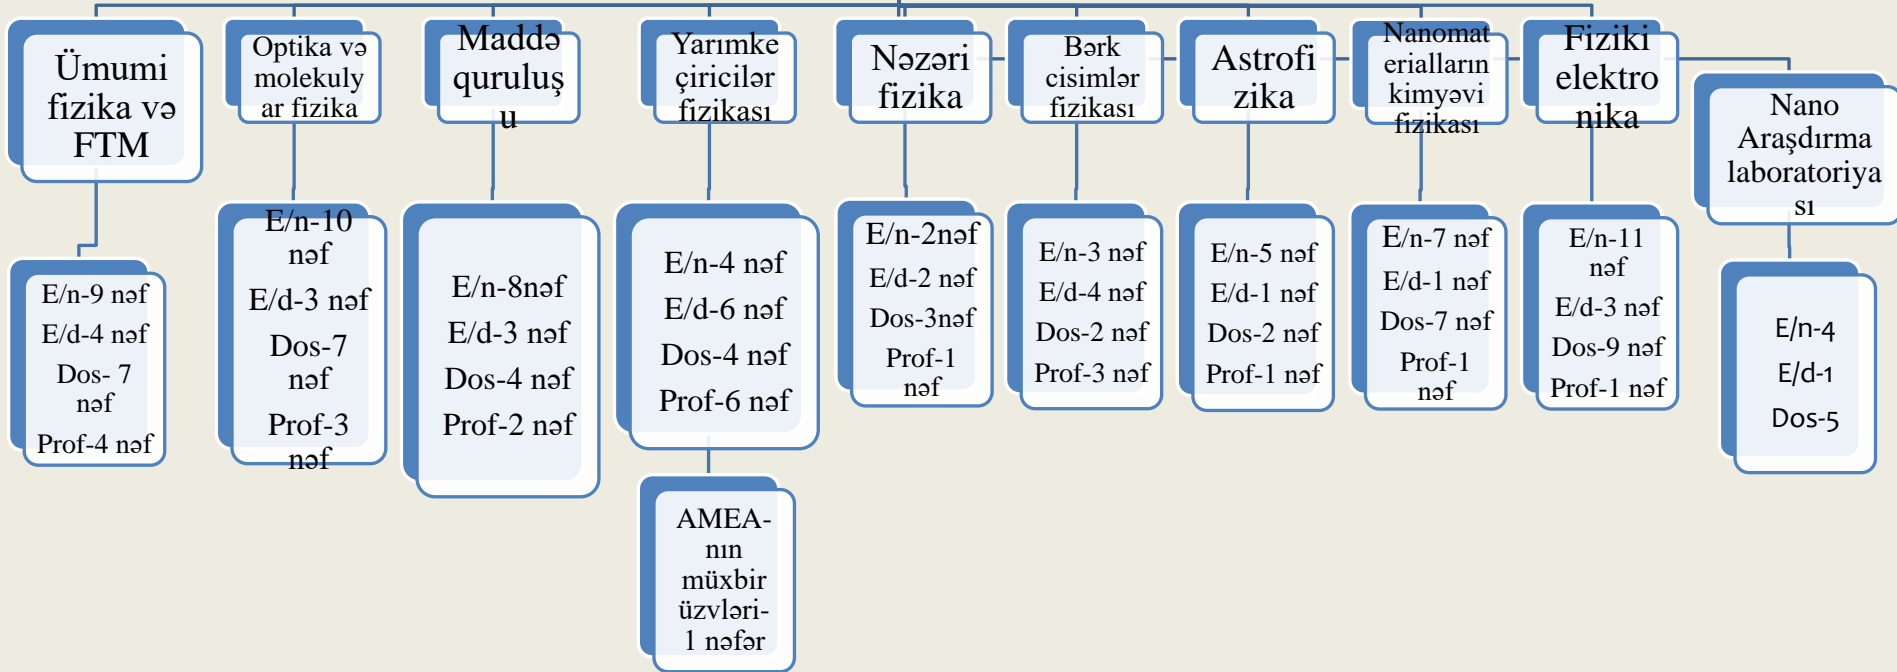 Ümumi
fizika və
FTM
Optika və
molekuly
ar fizika
Maddə
quruluş
u
Yarımke
çiricilər
fizikası
Nəzəri
fizika
Bərk
cisimlər
fizikası
Astrofi
zika
Nanomat
erialların
kimyəvi
fizikası
Fiziki
elektro
nika
Nano
Araşdırma
laboratoriya
sı
E/n-9 nəf
E/d-4 nəf
Dos- 7
nəf
Prof-4 nəf
E/n-10
nəf
E/d-3 nəf
Dos-7
nəf
Prof-3
nəf
E/n-8nəf
E/d-3 nəf
Dos-4 nəf
Prof-2 nəf
E/n-4 nəf
E/d-6 nəf
Dos-4 nəf
Prof-6 nəf
AMEA-
nın
müxbir
üzvləri-
1 nəfər
E/n-2nəf
E/d-2 nəf
Dos-3nəf
Prof-1
nəf
E/n-3 nəf
E/d-4 nəf
Dos-2 nəf
Prof-3 nəf
E/n-5 nəf
E/d-1 nəf
Dos-2 nəf
Prof-1 nəf
E/n-7 nəf
E/d-1 nəf
Dos-7 nəf
Prof-1
nəf
E/n-11
nəf
E/d-3 nəf
Dos-9 nəf
Prof-1 nəf
E/n-4
E/d-1
Dos-5